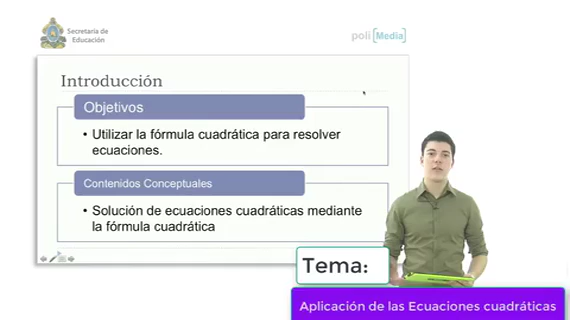 Secretaría de
Educación
poli [Media]
Introducción
Objetivos
• Utilizar la fórmula cuadrática para resolver
ecuaciones.
Contenidos Conceptuales
• Solución de ecuaciones cuadráticas mediante
la fórmula cuadrática
Tema:
Aplicación de las Ecuaciones cuadráticas